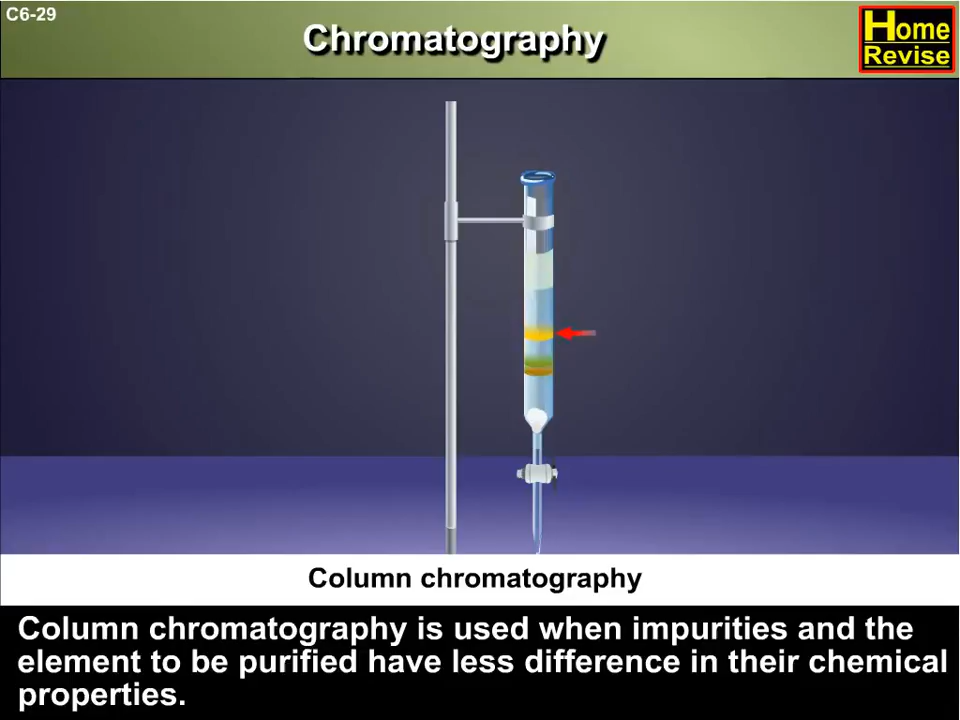 C6-29
Chromatography
Home
Revise
Column chromatography
Column chromatography is used when impurities and the
element to be purified have less difference in their chemical
properties.